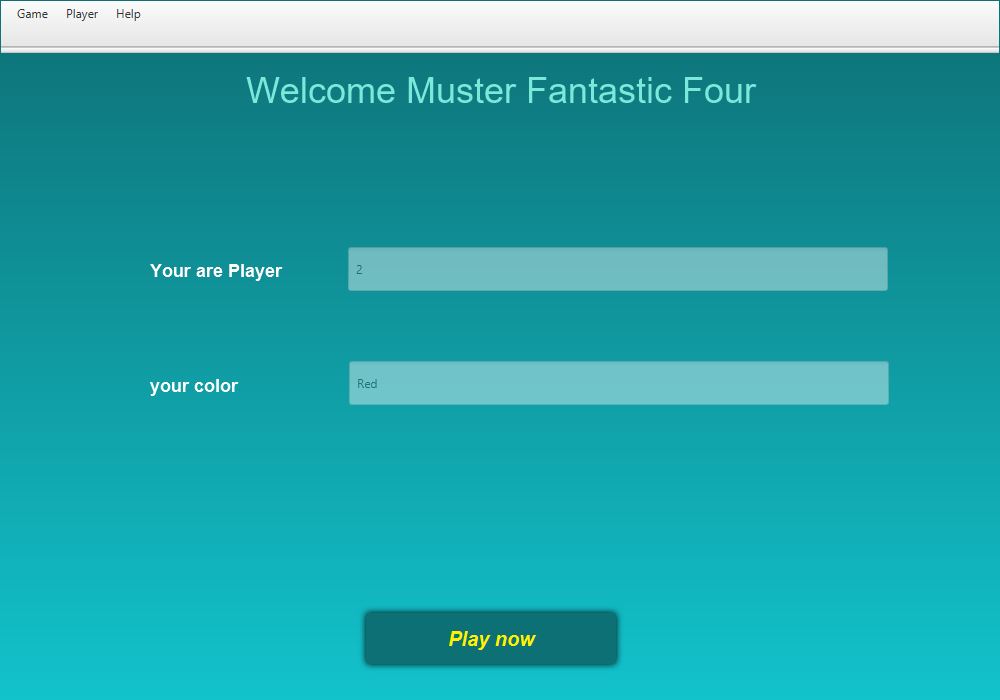 Game Player Help
Welcome Muster Fantastic Four
Your are Player 2
your color Red
Play now